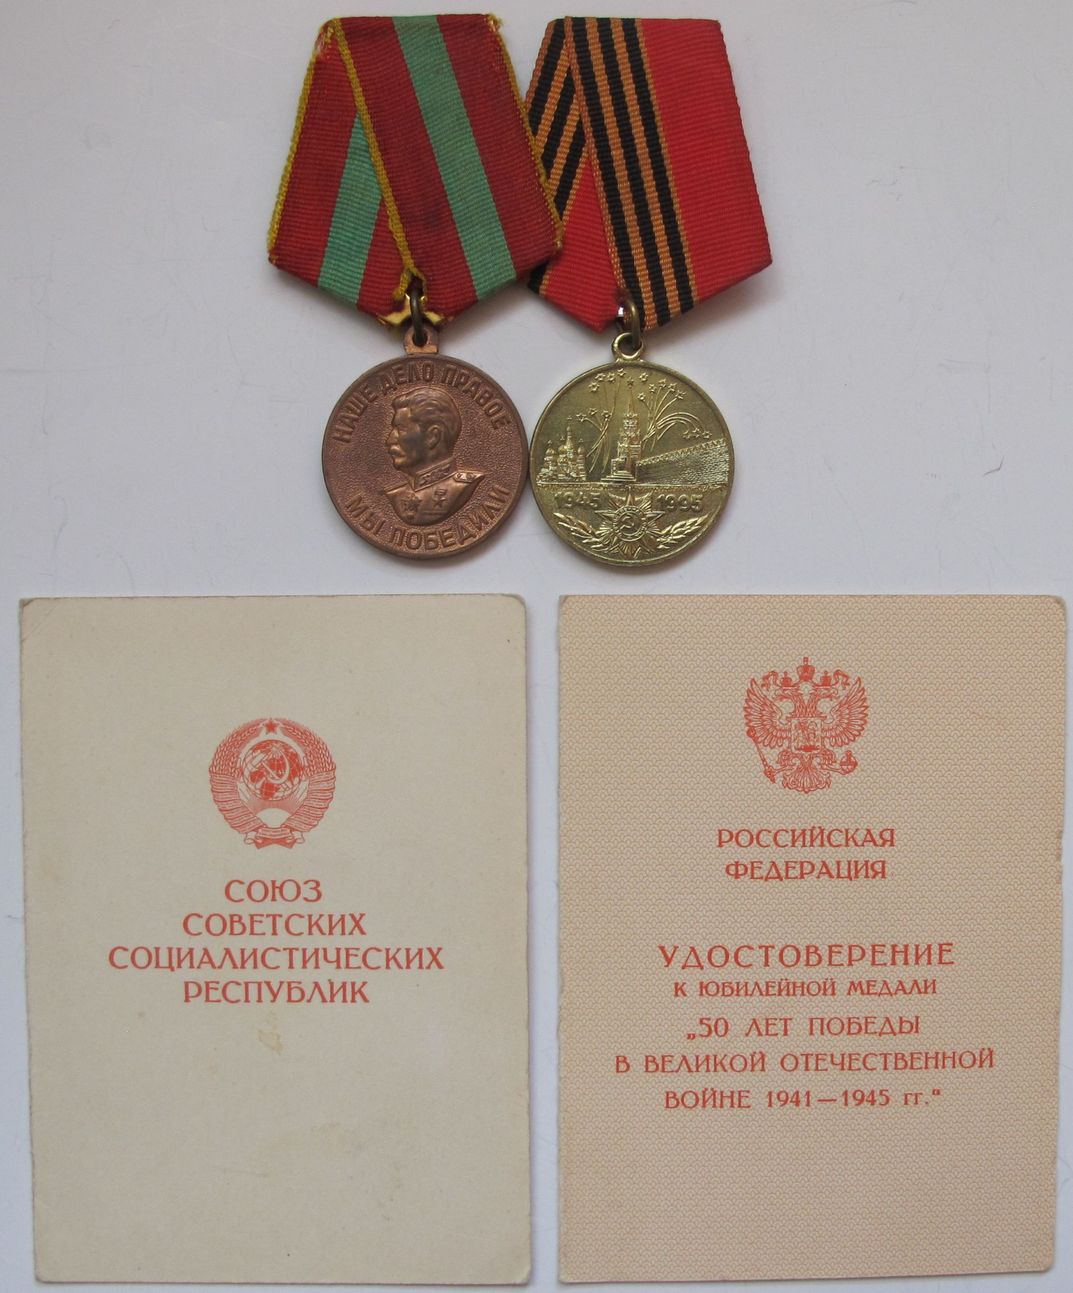 НАШЕ ДЕЛО ПРАВОЕ
МЫ ПОБЕДИЛИ
1945 1995
СОЮЗ
СОВЕТСКИХ
СОЦИАЛИСТИЧЕСКИХ
РЕСПУБЛИК
РОССИЙСКАЯ
ФЕДЕРАЦИЯ
УДОСТОВЕРЕНИЕ
К ЮБИЛЕЙНОЙ МЕДАЛИ
„50 ЛЕТ ПОБЕДЫ
В ВЕЛИКОЙ ОТЕЧЕСТВЕННОЙ
ВОЙНЕ 1941—1945 гг.“